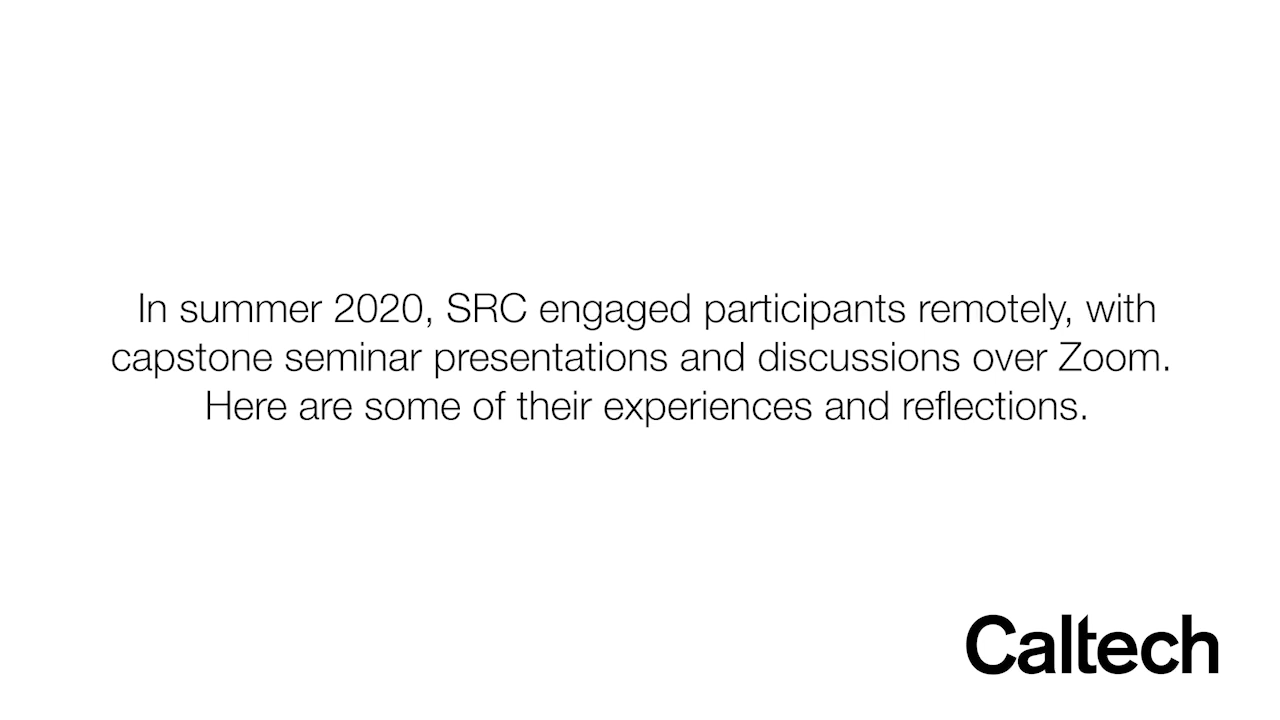 In summer 2020, SRC engaged participants remotely, with
capstone seminar presentations and discussions over Zoom.
Here are some of their experiences and reflections.
Caltech